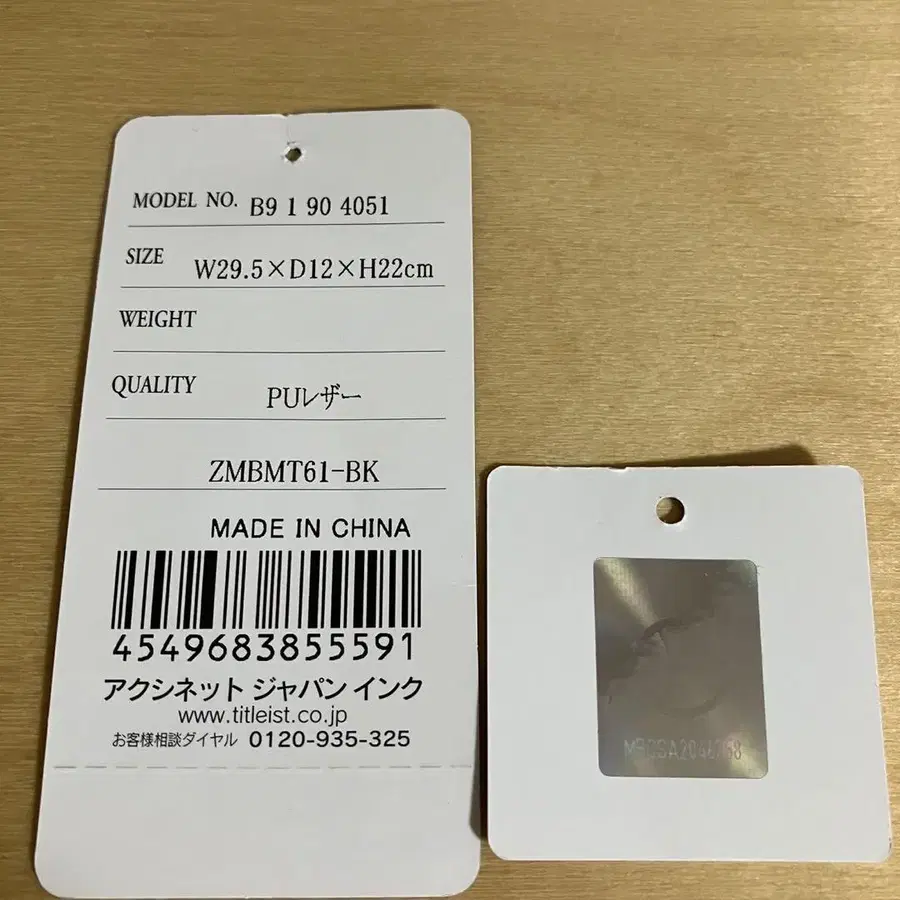 MODEL NO. B9 1 90 4051
SIZE W29.5×D12×H22cm
WEIGHT
QUALITY PUレザー
ZMBMT61-BK
MADE IN CHINA
4549683855591
アクシネット ジャパン インク
www.titleist.co.jp
お客様相談ダイヤル 0120-935-325